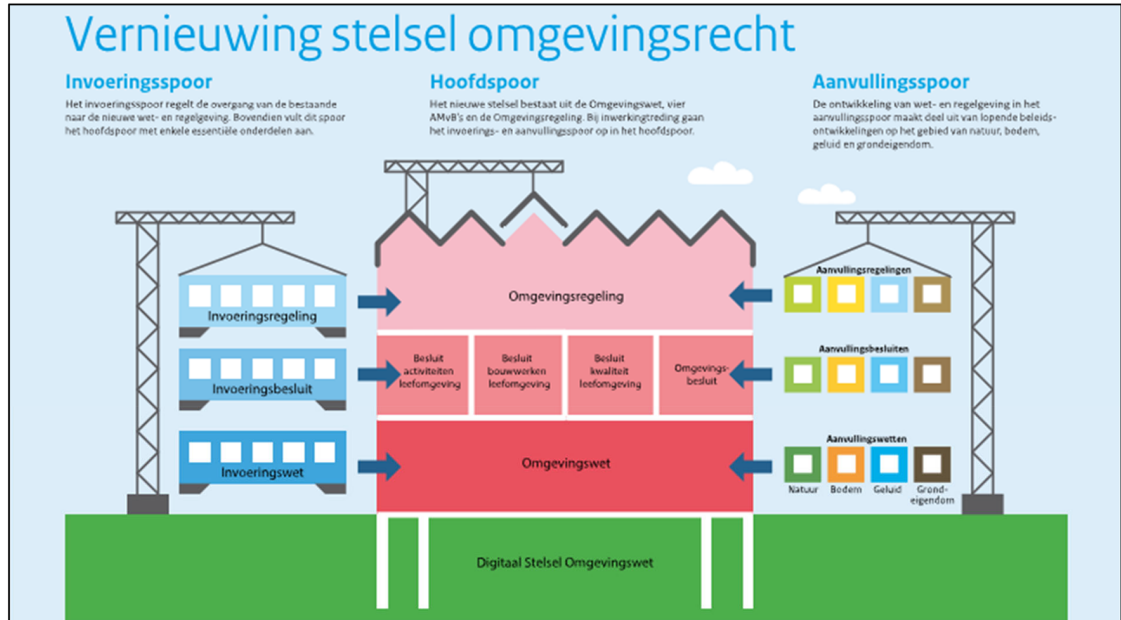 Vernieuwing stelsel omgevingsrecht
Invoeringsspoor
Het invoeringsspoor regelt de overgang van de bestaande
naar de nieuwe wet- en regelgeving. Bovendien vult dit spoor
het hoofdspoor met enkele essentiële onderdelen aan.
Hoofdspoor
Het nieuwe stelsel bestaat uit de Omgevingswet, vier
AMvB's en de Omgevingsregeling. Bij inwerkingtreding gaan
het invoerings- en aanvullingsspoor op in het hoofdspoor.
Aanvullingsspoor
De ontwikkeling van wet- en regelgeving in het
aanvullingsspoor maakt deel uit van lopende beleids-
ontwikkelingen op het gebied van natuur, bodem,
geluid en grondeigendom.
Invoeringsregeling
Invoeringsbesluit
Invoeringswet
Omgevingsregeling
Besluit
activiteiten
leefomgeving
Besluit
bouwwerken
leefomgeving
Besluit
kwaliteit
leefomgeving
Omgevings-
besluit
Omgevingswet
Digitaal Stelsel Omgevingswet
Aanvullingsregelingen
Aanvullingsbesluiten
Aanvullingswetten
Natuur
Bodem
Geluid
Grond-
eigendom